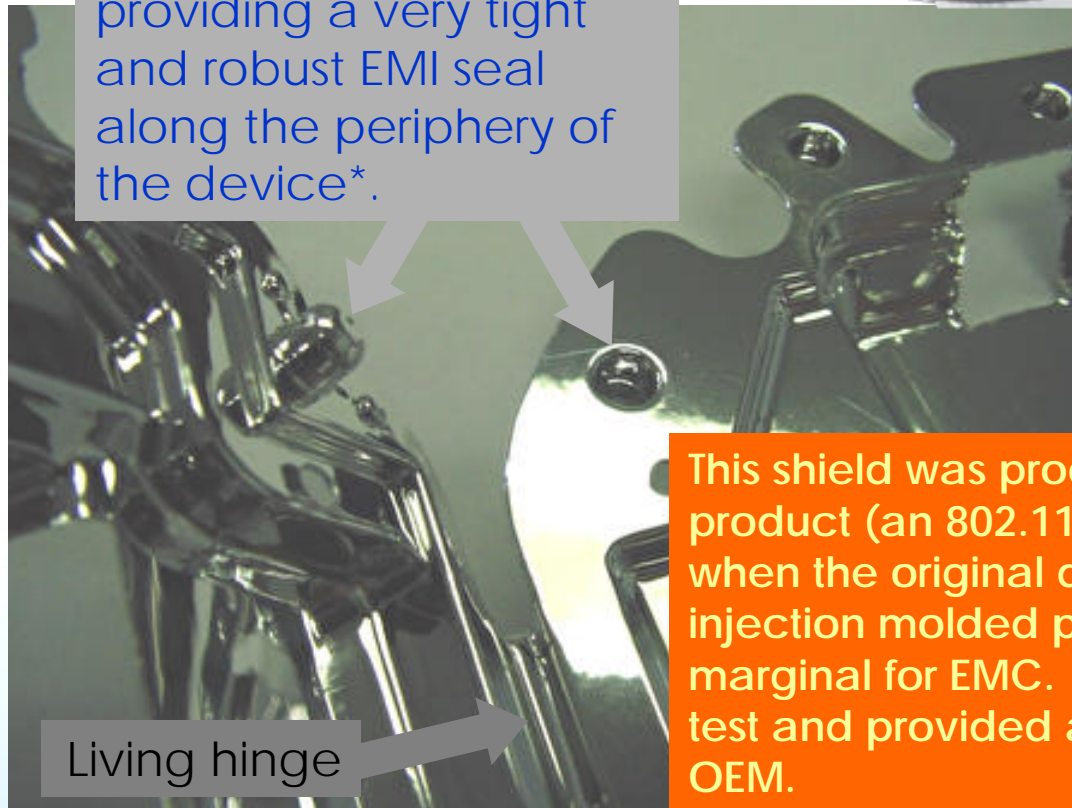 providing a very tight
and robust EMI seal
along the periphery of
the device*.
This shield was
product (an 802.11
when the original
injection molded
marginal for EMC.
test and provided
OEM.
Living hinge